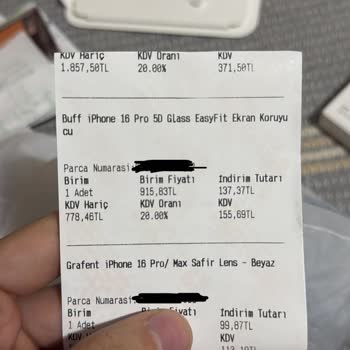 KDV Hariç KDV Oranı KDV
1.857,50TL 20.00% 371,50TL
Buff iPhone 16 Pro 5D Glass EasyFit Ekran Koruyu
cu
Parca Numarası
Birim Birim Fiyatı İndirim Tutarı
1 Adet 915,83TL 137,37TL
KDV Hariç KDV Oranı KDV
778,46TL 20.00% 155,69TL
Grafent iPhone 16 Pro/ Max Safir Lens - Beyaz
Parca Numarası
Birim Birim Fiyatı İndirim Tutarı
1 Adet 99,87TL
KDV